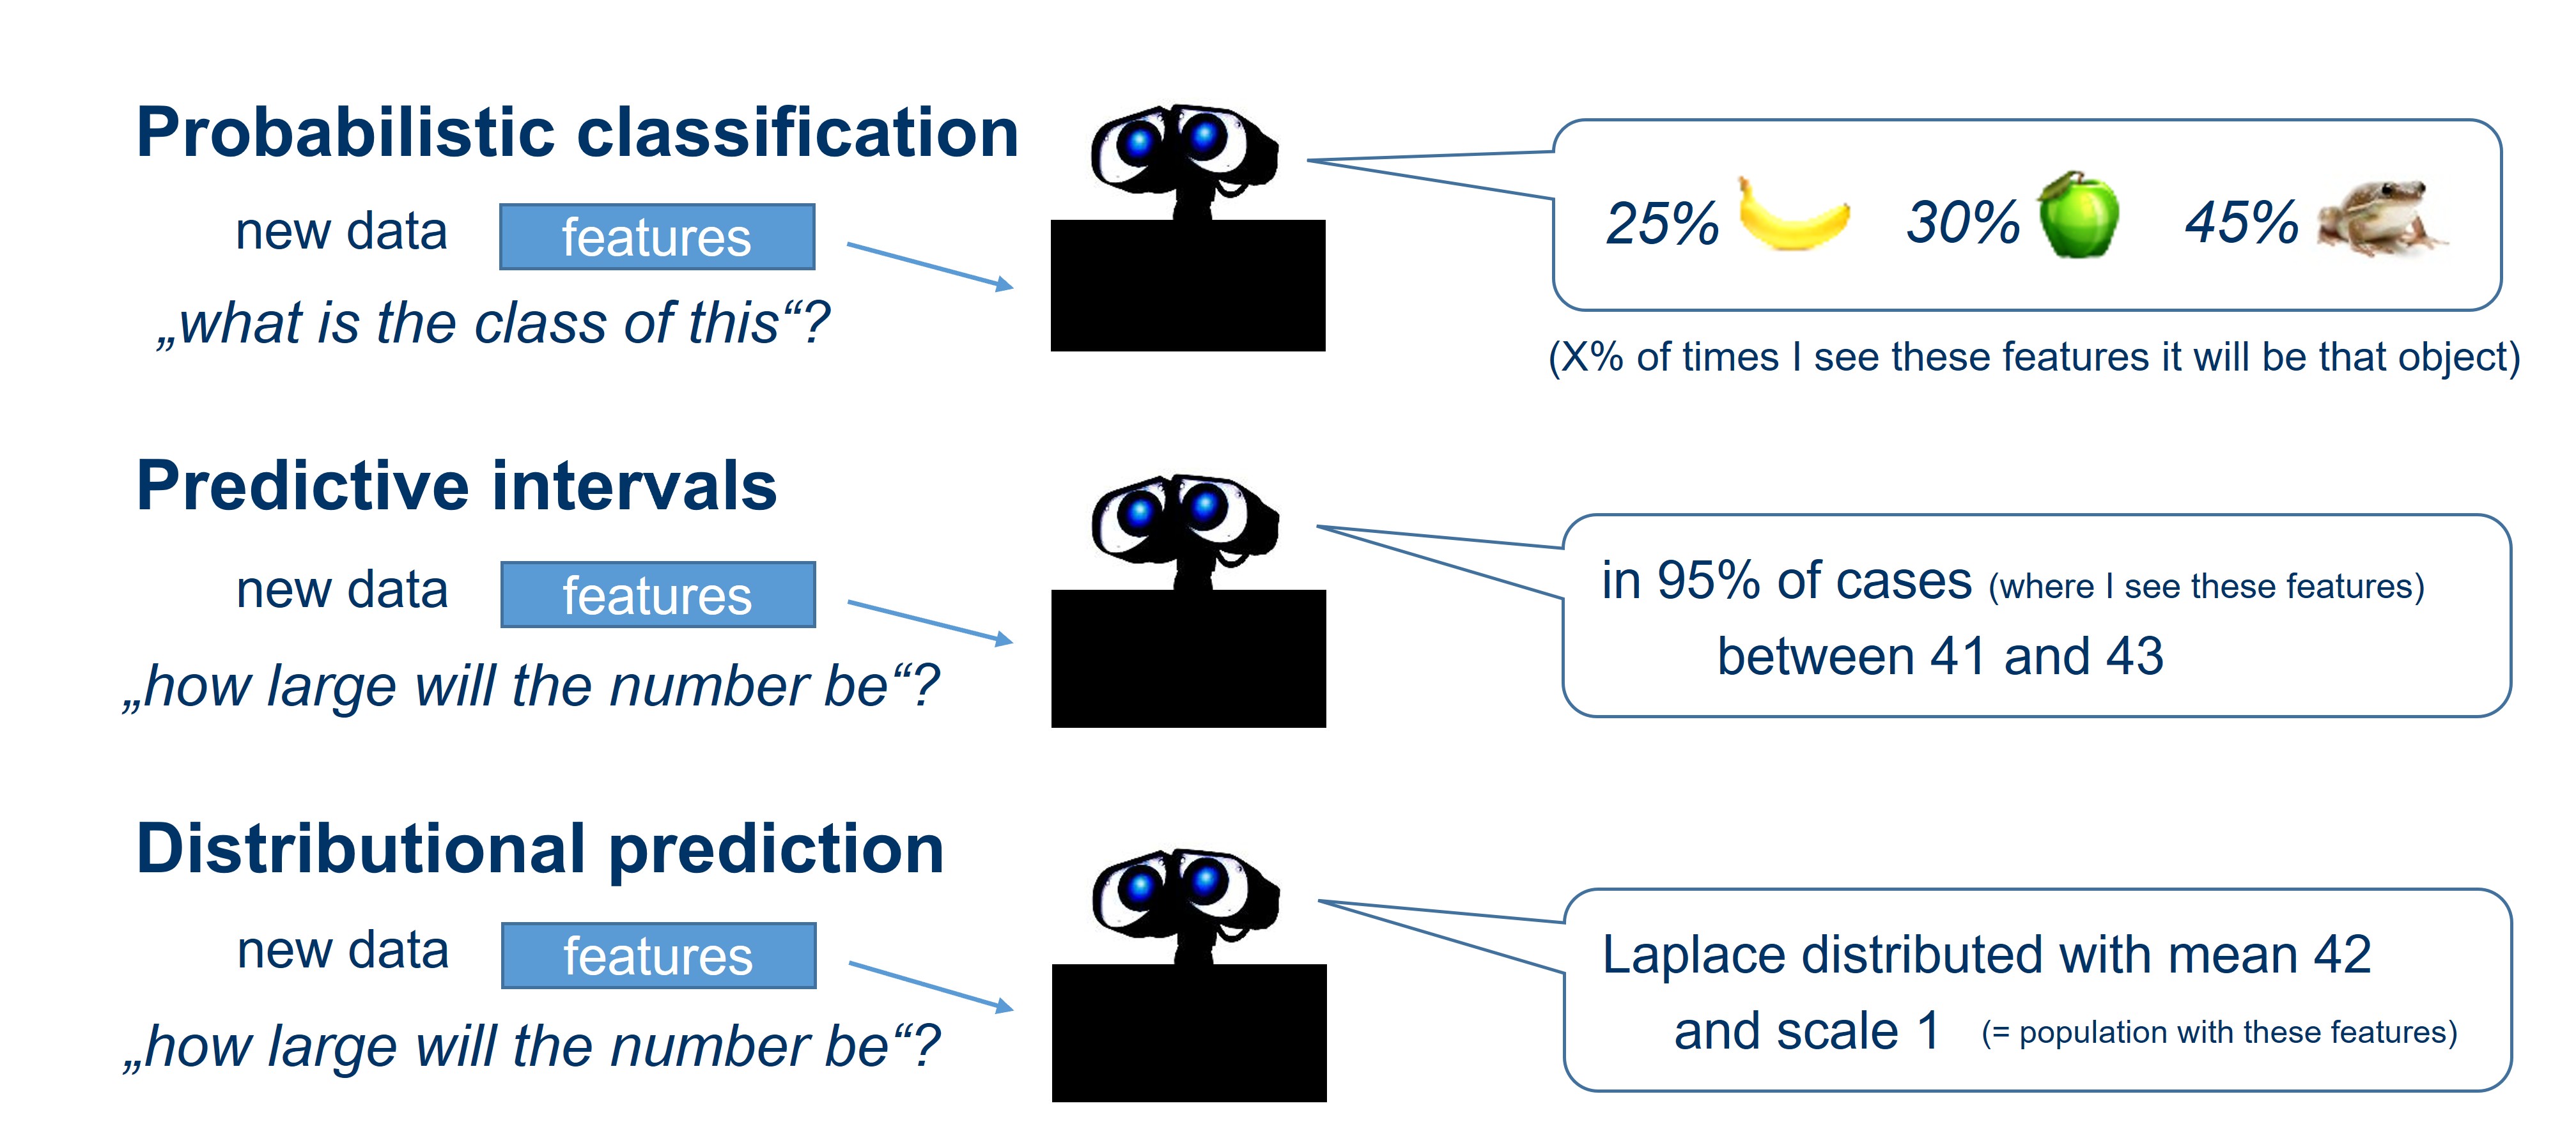 Probabilistic classification
new data features
„what is the class of this“?
25% 30% 45%
(X% of times I see these features it will be that object)
Predictive intervals
new data features
„how large will the number be“?
in 95% of cases (where I see these features)
between 41 and 43
Distributional prediction
new data features
„how large will the number be“?
Laplace distributed with mean 42
and scale 1 (= population with these features)